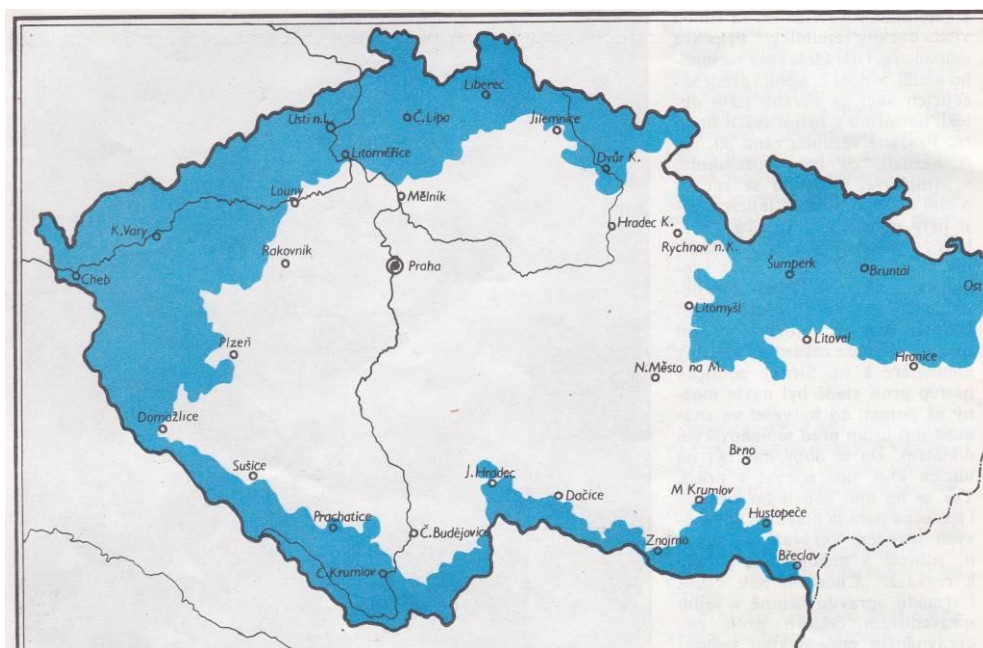 Liberec
Ústí n.L.
Č. Lípa
Jilemnice
Litoměřice
Dvůr K.
Louny
Mělník
K. Vary
Hradec K.
Rychnov n. K.
Rakovník
Praha
Cheb
Šumperk
Bruntál
Ost
Litomyšl
Plzeň
Litovel
Hranice
N. Město na M.
Domažlice
Brno
Sušice
J. Hradec
Dačice
M Krumlov
Prachatice
Hustopeče
Č. Budějovice
Znojmo
Břeclav
Č. Krumlov